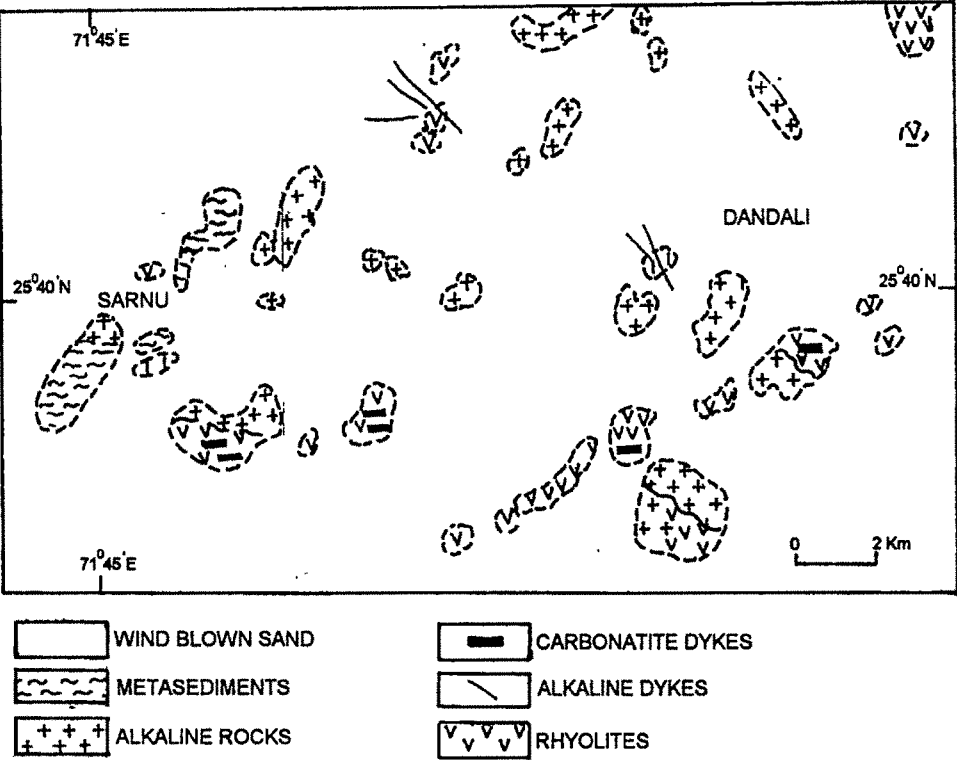 71°45'E
DANDALI
25°40'N
25°40'N
SARNU
71°45'E
0 2 Km
WIND BLOWN SAND
CARBONATITE DYKES
METASEDIMENTS
ALKALINE DYKES
ALKALINE ROCKS
RHYOLITES